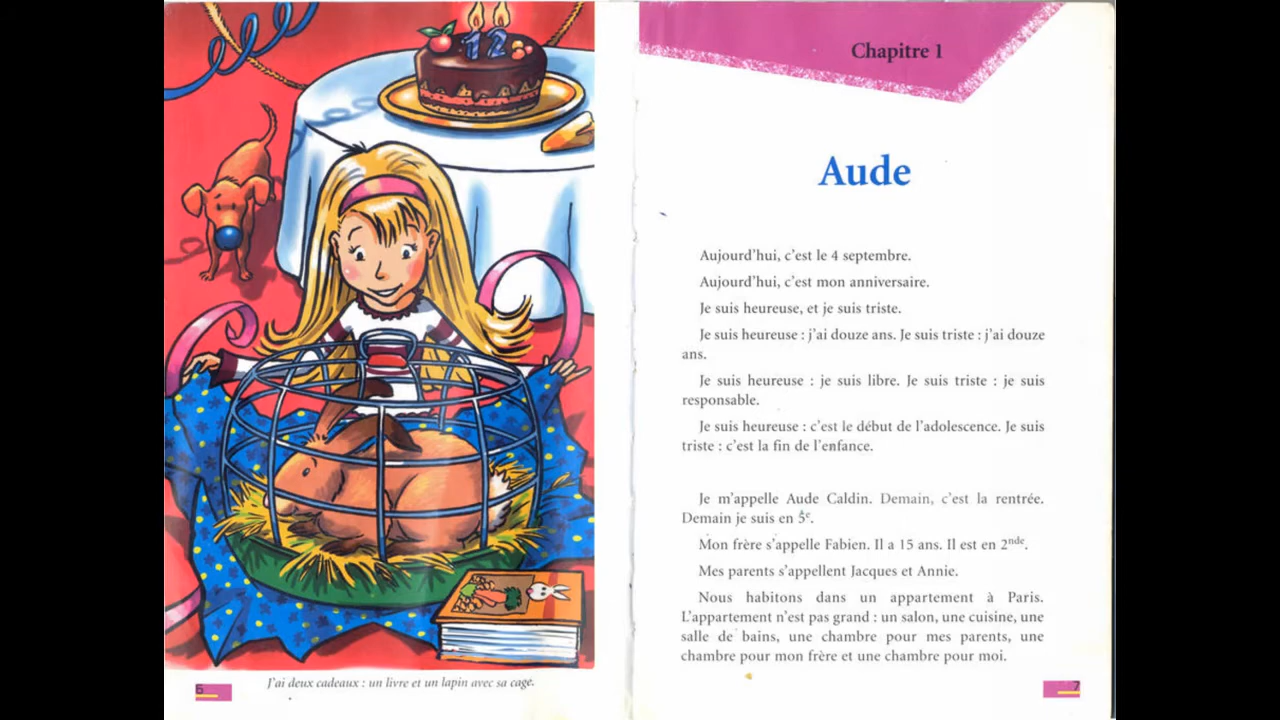 12
J'ai deux cadeaux : un livre et un lapin avec sa cage.
6
Chapitre 1
Aude
Aujourd'hui, c'est le 4 septembre.
Aujourd'hui, c'est mon anniversaire.
Je suis heureuse, et je suis triste.
Je suis heureuse : j'ai douze ans. Je suis triste : j'ai douze
ans.
Je suis heureuse : je suis libre. Je suis triste : je suis
responsable.
Je suis heureuse : c'est le début de l'adolescence. Je suis
triste : c'est la fin de l'enfance.
Je m'appelle Aude Caldin. Demain, c'est la rentrée.
Demain je suis en 5e.
Mon frère s'appelle Fabien. Il a 15 ans. Il est en 2nde.
Mes parents s'appellent Jacques et Annie.
Nous habitons dans un appartement à Paris.
L'appartement n'est pas grand : un salon, une cuisine, une
salle de bains, une chambre pour mes parents, une
chambre pour mon frère et une chambre pour moi.
7